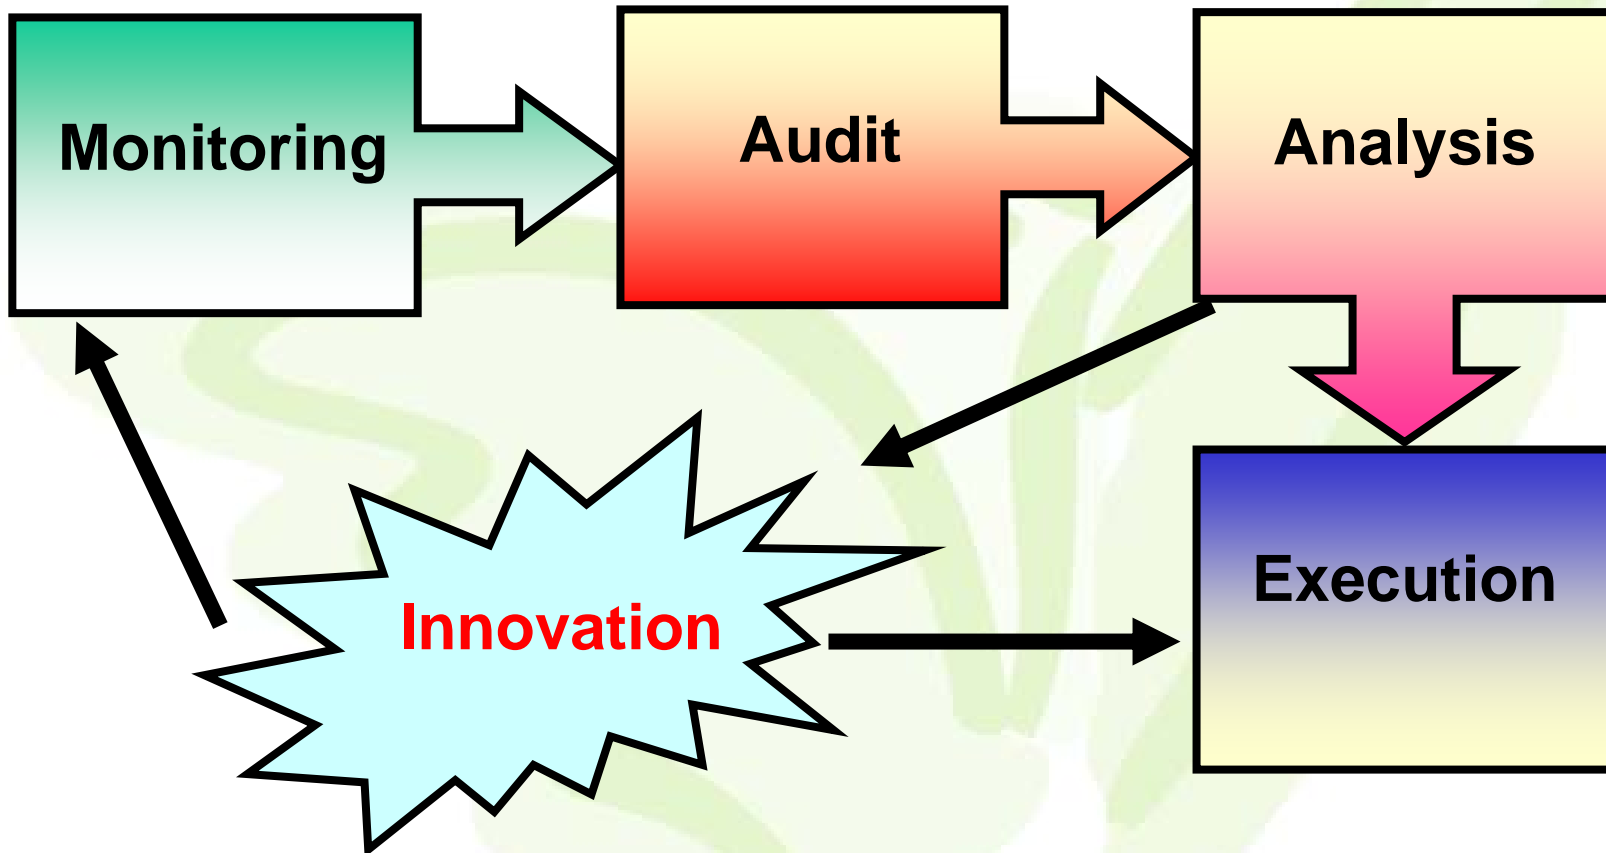 Monitoring
Audit
Analysis
Innovation
Execution